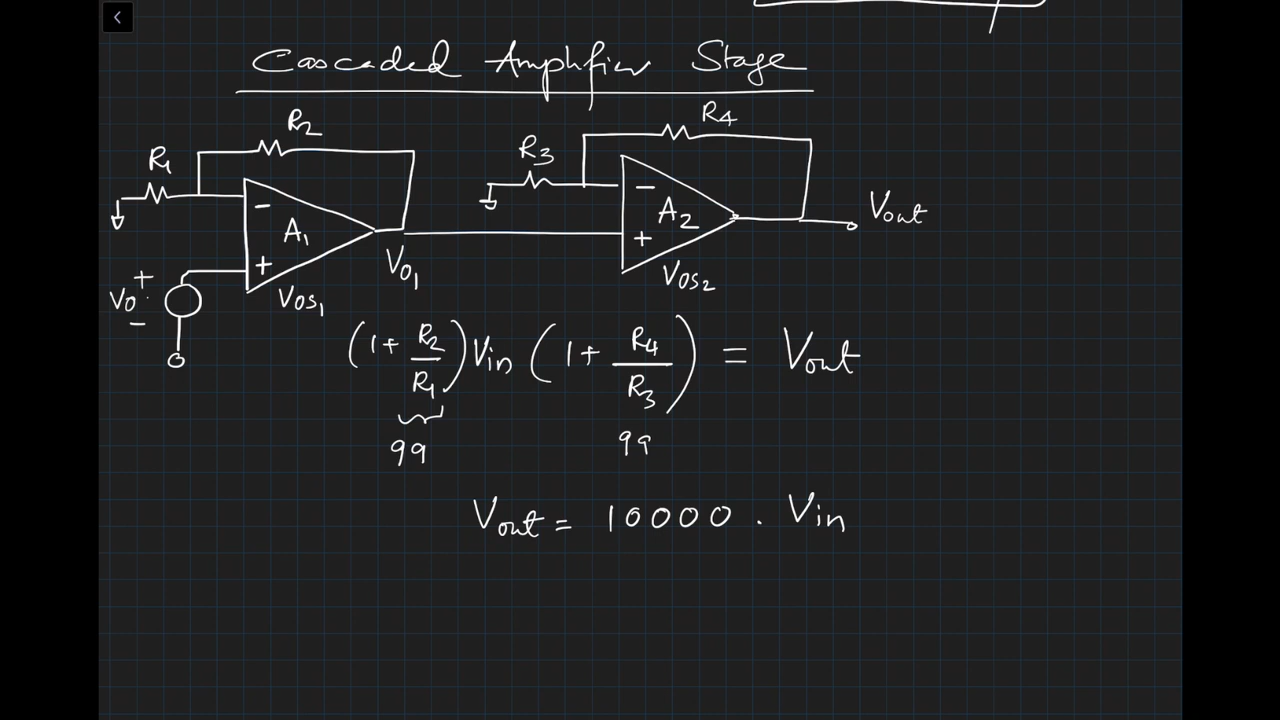 Cascaded Amplifier Stage
R2
R4
R1
R3
−
A1
+
VOS1
VO1
−
A2
+
VOS2
Vout
+
VO
−
(1+ R2/R1) Vin (1+ R4/R3) = Vout
99
99
Vout = 10000 . Vin